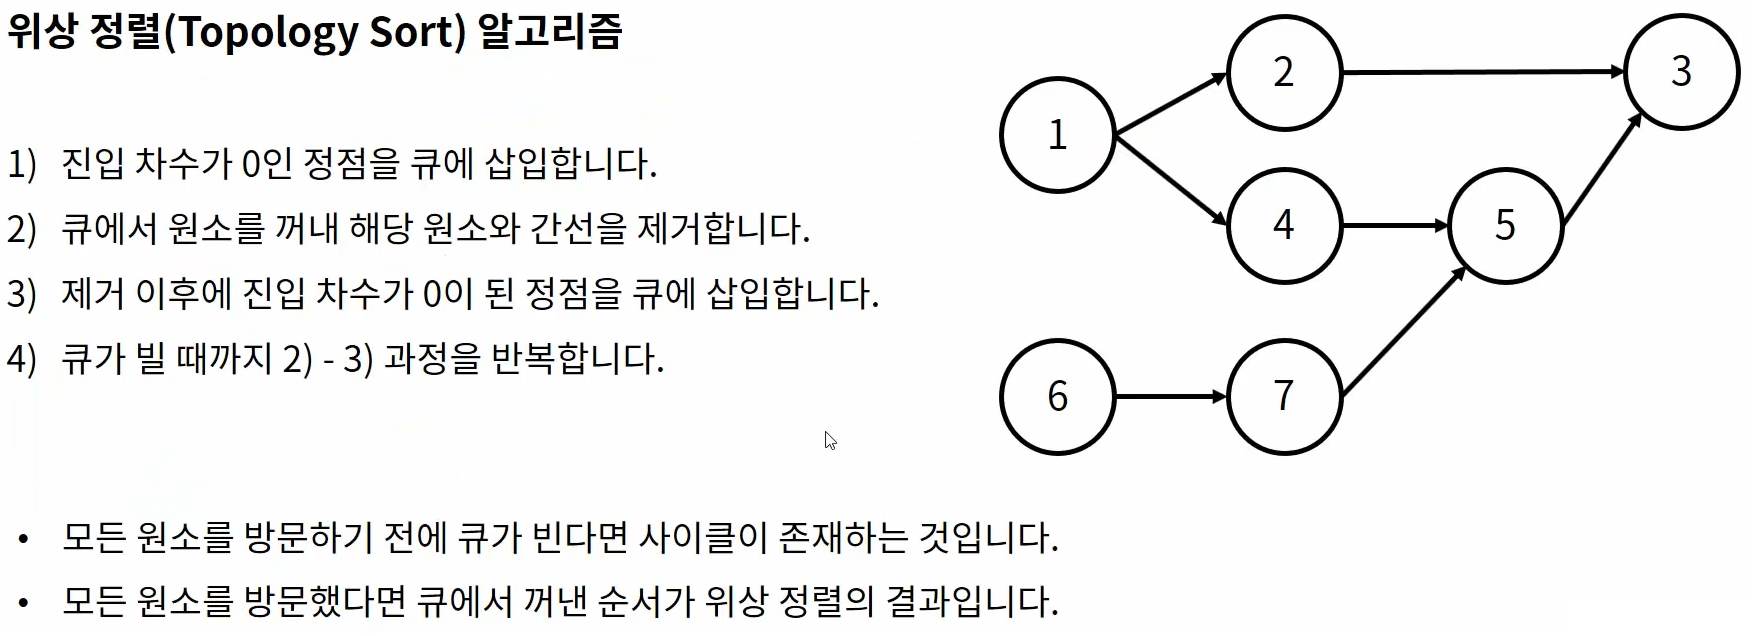 위상 정렬(Topology Sort) 알고리즘
1) 진입 차수가 0인 정점을 큐에 삽입합니다.
2) 큐에서 원소를 꺼내 해당 원소와 간선을 제거합니다.
3) 제거 이후에 진입 차수가 0이 된 정점을 큐에 삽입합니다.
4) 큐가 빌 때까지 2) - 3) 과정을 반복합니다.
• 모든 원소를 방문하기 전에 큐가 빈다면 사이클이 존재하는 것입니다.
• 모든 원소를 방문했다면 큐에서 꺼낸 순서가 위상 정렬의 결과입니다.
1
2
3
4
5
6
7